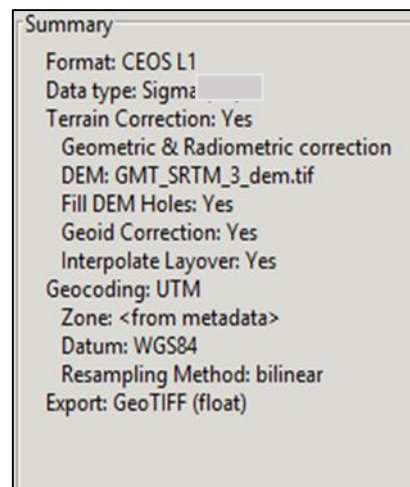 Summary
Format: CEOS L1
Data type: Sigma
Terrain Correction: Yes
Geometric & Radiometric correction
DEM: GMT_SRTM_3_dem.tif
Fill DEM Holes: Yes
Geoid Correction: Yes
Interpolate Layover: Yes
Geocoding: UTM
Zone: <from metadata>
Datum: WGS84
Resampling Method: bilinear
Export: GeoTIFF (float)